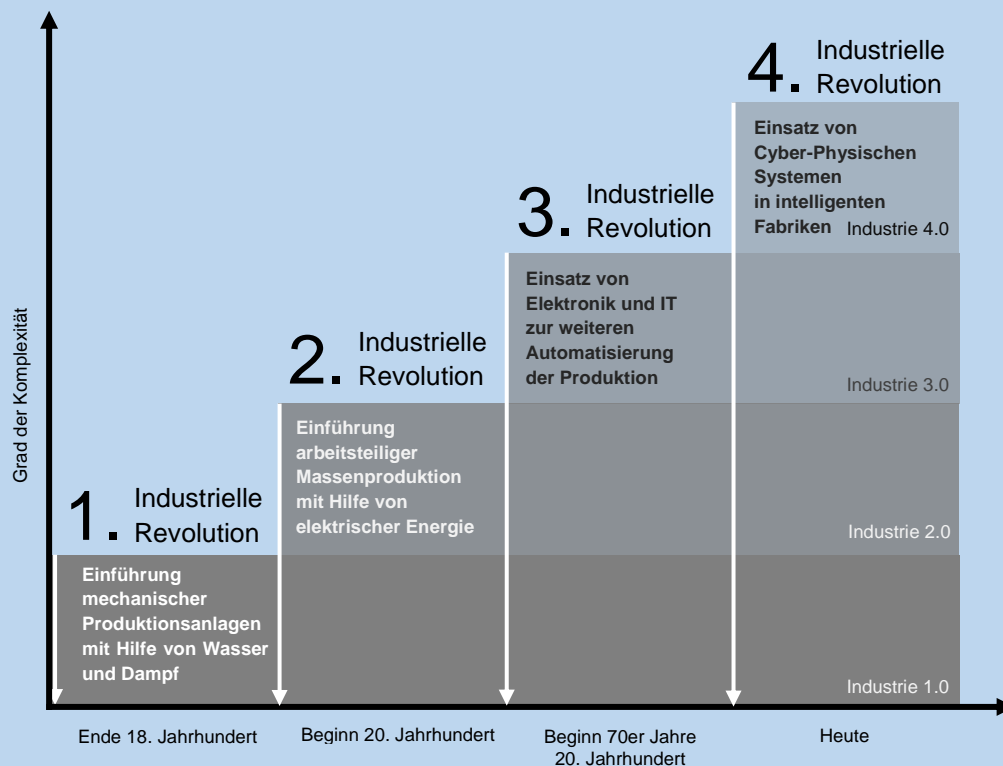 4. Industrielle
Revolution
Einsatz von
Cyber-Physischen
Systemen
in intelligenten
Fabriken Industrie 4.0
3. Industrielle
Revolution
Einsatz von
Elektronik und IT
zur weiteren
Automatisierung
der Produktion
Industrie 3.0
2. Industrielle
Revolution
Einführung
arbeitsteiliger
Massenproduktion
mit Hilfe von
elektrischer Energie
Industrie 2.0
1. Industrielle
Revolution
Einführung
mechanischer
Produktionsanlagen
mit Hilfe von Wasser
und Dampf
Industrie 1.0
Grad der Komplexität
Ende 18. Jahrhundert
Beginn 20. Jahrhundert
Beginn 70er Jahre
20. Jahrhundert
Heute